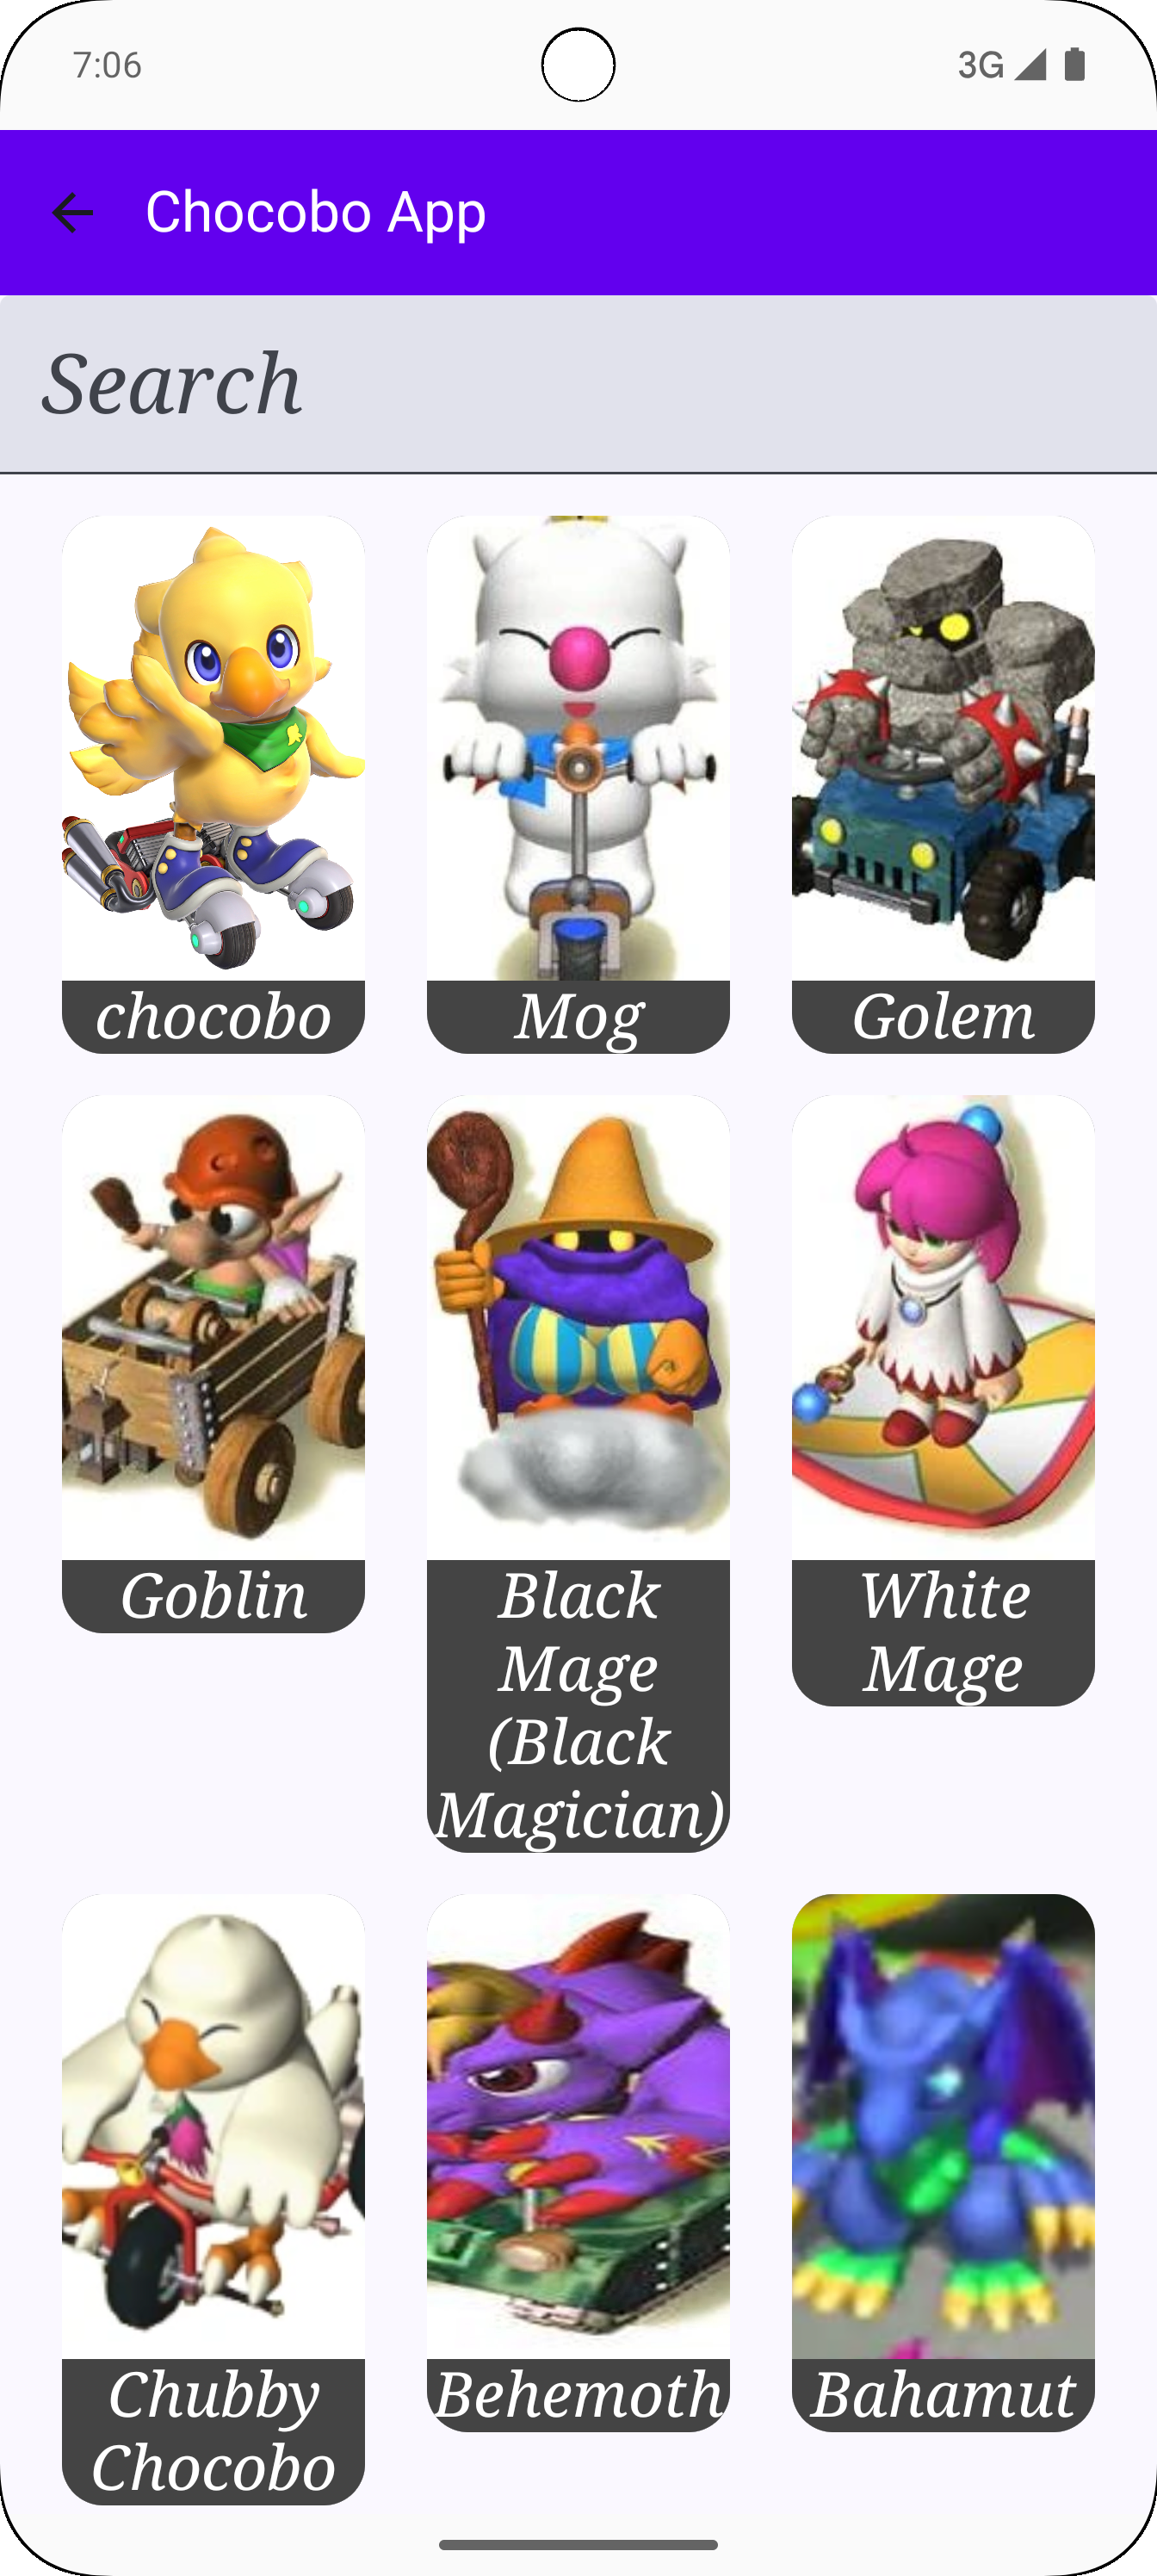 7:06
3G
Chocobo App
Search
chocobo
Mog
Golem
Goblin
Black
Mage
(Black
Magician)
White
Mage
Chubby
Chocobo
Behemoth
Bahamut